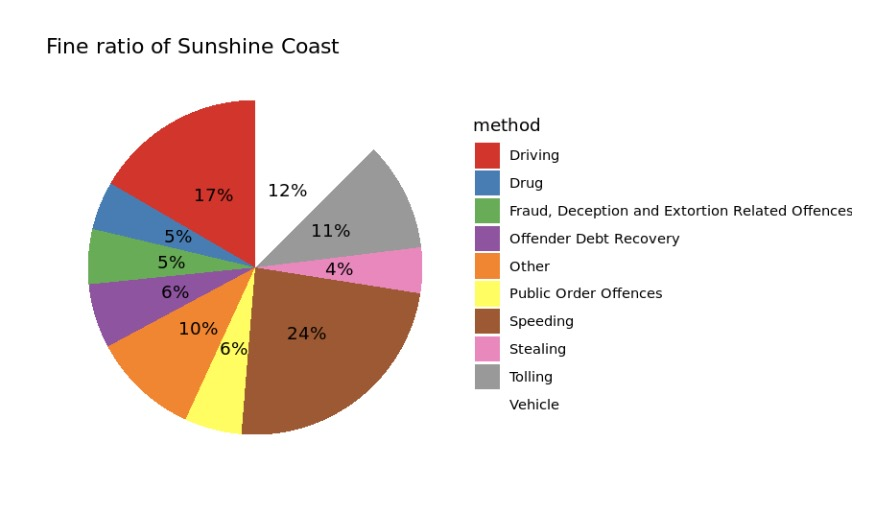 Fine ratio of Sunshine Coast
17%
12%
5%
11%
5%
4%
6%
10%
6%
24%
method
Driving
Drug
Fraud, Deception and Extortion Related Offences
Offender Debt Recovery
Other
Public Order Offences
Speeding
Stealing
Tolling
Vehicle